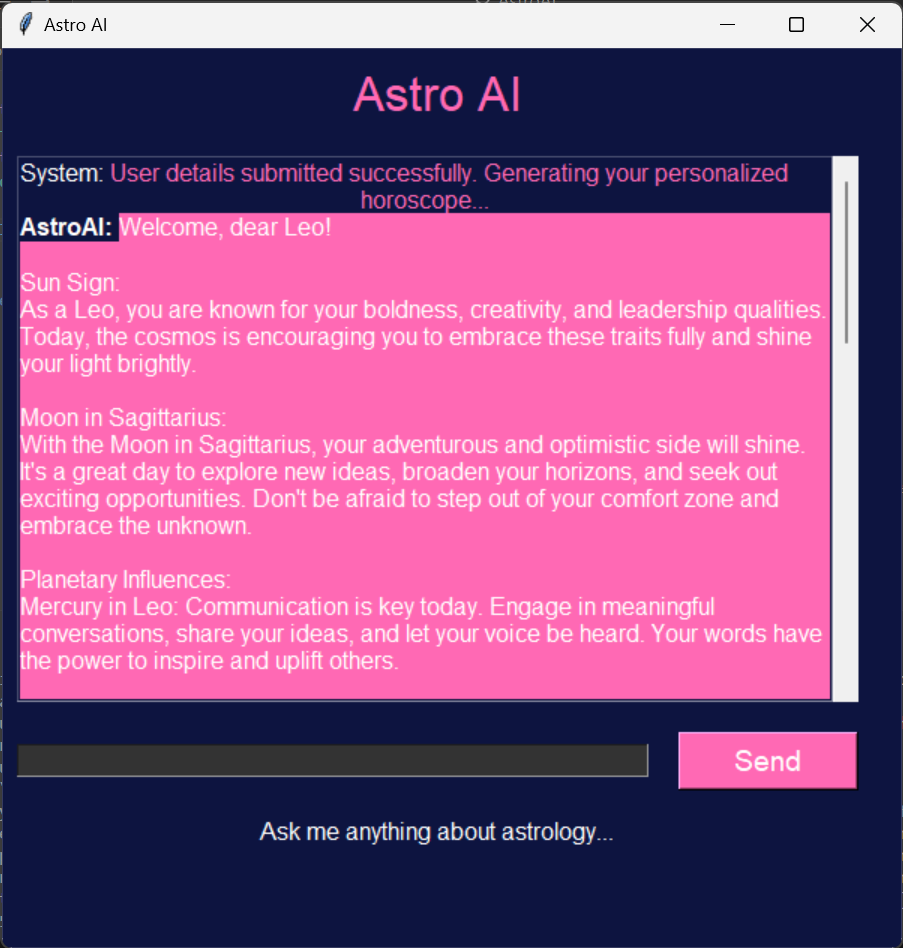 Astro AI
Astro AI
System: User details submitted successfully. Generating your personalized
horoscope...
AstroAI: Welcome, dear Leo!
Sun Sign:
As a Leo, you are known for your boldness, creativity, and leadership qualities.
Today, the cosmos is encouraging you to embrace these traits fully and shine
your light brightly.
Moon in Sagittarius:
With the Moon in Sagittarius, your adventurous and optimistic side will shine.
It's a great day to explore new ideas, broaden your horizons, and seek out
exciting opportunities. Don't be afraid to step out of your comfort zone and
embrace the unknown.
Planetary Influences:
Mercury in Leo: Communication is key today. Engage in meaningful
conversations, share your ideas, and let your voice be heard. Your words have
the power to inspire and uplift others.
Send
Ask me anything about astrology...